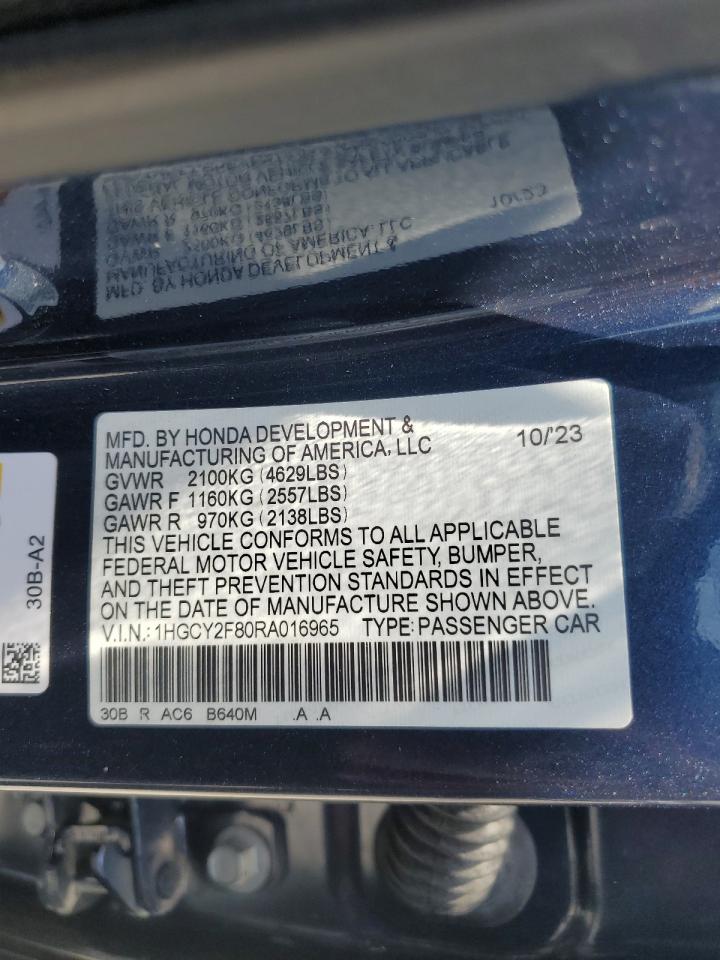 MFD. BY HONDA DEVELOPMENT &
MANUFACTURING OF AMERICA, LLC 10/'23
GVWR 2100KG (4629LBS)
GAWR F 1160KG (2557LBS)
GAWR R 970KG (2138LBS)
THIS VEHICLE CONFORMS TO ALL APPLICABLE
FEDERAL MOTOR VEHICLE SAFETY, BUMPER,
AND THEFT PREVENTION STANDARDS IN EFFECT
ON THE DATE OF MANUFACTURE SHOWN ABOVE.
V.I.N.: 1HGCY2F80RA016965 TYPE: PASSENGER CAR
30B R AC6 B640M .A .A
30B-A2